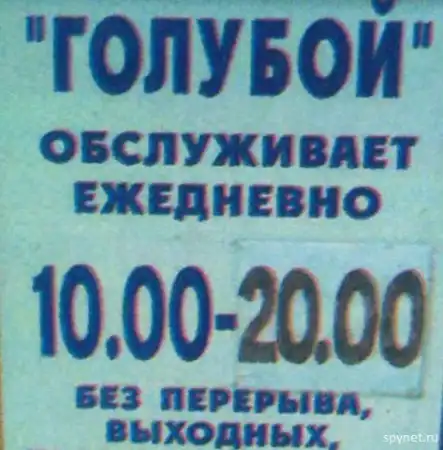 "ГОЛУБОЙ"
ОБСЛУЖИВАЕТ
ЕЖЕДНЕВНО
10.00-20.00
БЕЗ ПЕРЕРЫВА,
ВЫХОДНЫХ,
spynet.ru